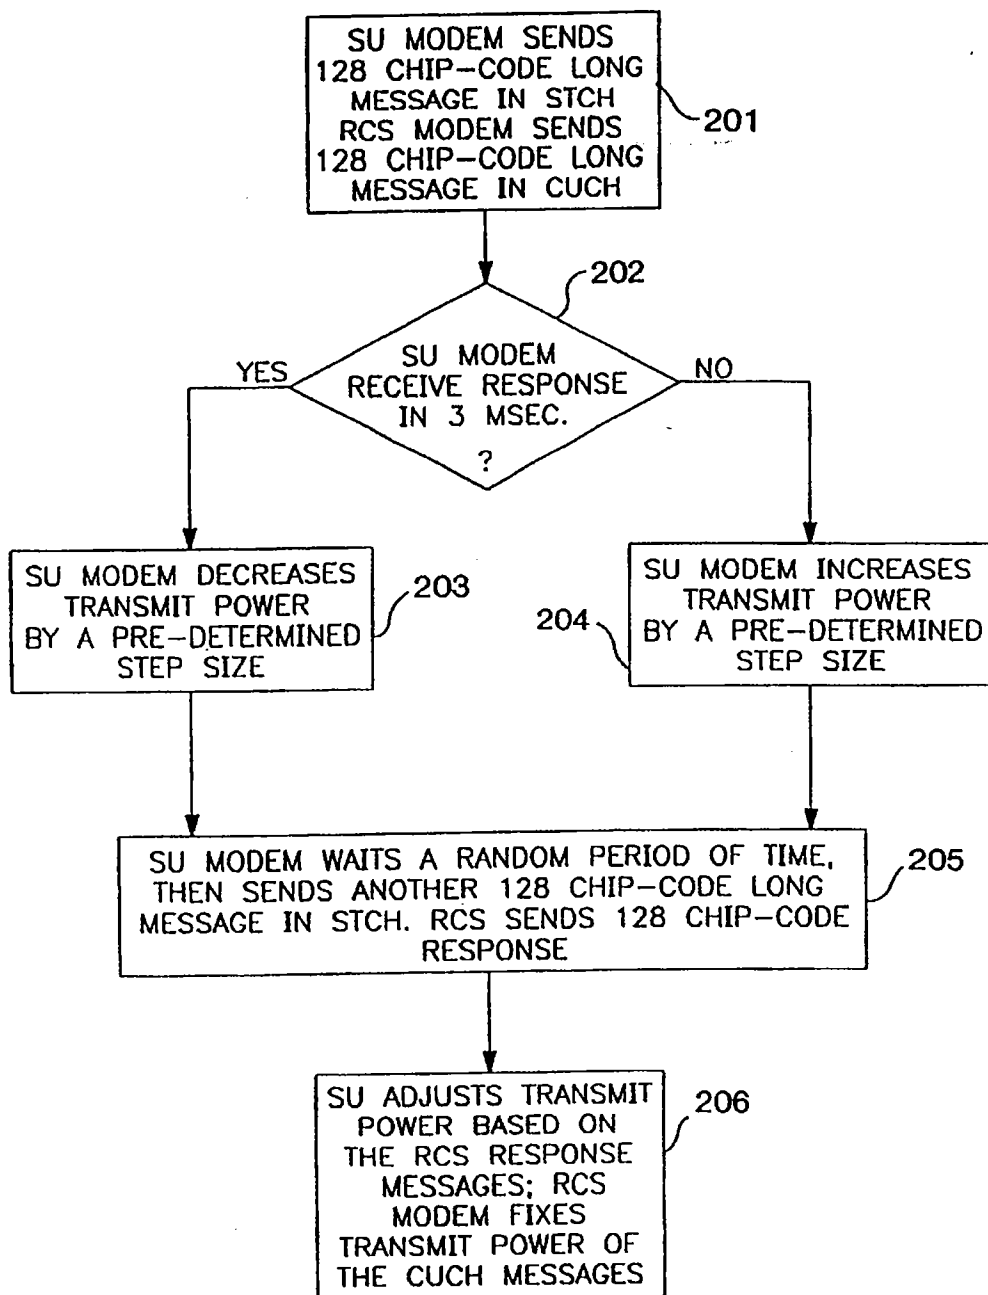 SU MODEM SENDS
128 CHIP-CODE LONG
MESSAGE IN STCH
RCS MODEM SENDS
128 CHIP-CODE LONG
MESSAGE IN CUCH
201
202
SU MODEM
RECEIVE RESPONSE
IN 3 MSEC.
?
YES
NO
SU MODEM DECREASES
TRANSMIT POWER
BY A PRE-DETERMINED
STEP SIZE
203
SU MODEM INCREASES
TRANSMIT POWER
BY A PRE-DETERMINED
STEP SIZE
204
SU MODEM WAITS A RANDOM PERIOD OF TIME,
THEN SENDS ANOTHER 128 CHIP-CODE LONG
MESSAGE IN STCH. RCS SENDS 128 CHIP-CODE
RESPONSE
205
SU ADJUSTS TRANSMIT
POWER BASED ON
THE RCS RESPONSE
MESSAGES; RCS
MODEM FIXES
TRANSMIT POWER OF
THE CUCH MESSAGES
206